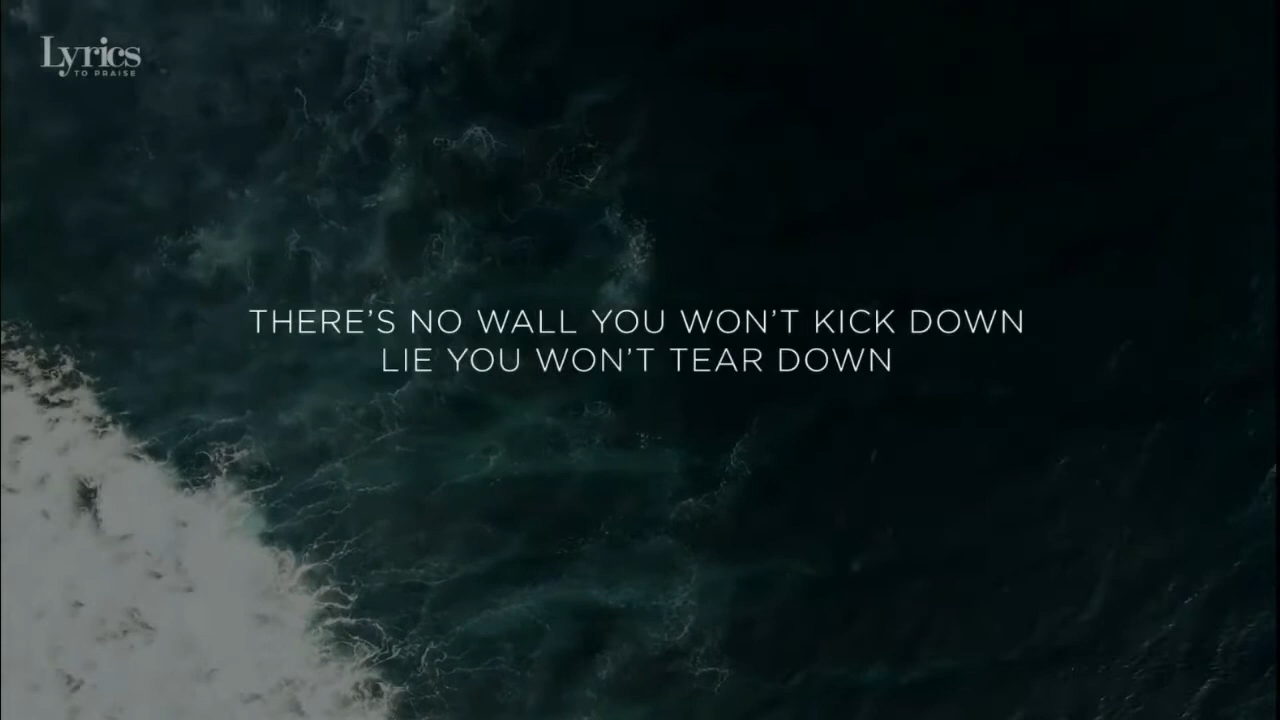 Lyrics
TO PRAISE
THERE'S NO WALL YOU WON'T KICK DOWN
LIE YOU WON'T TEAR DOWN